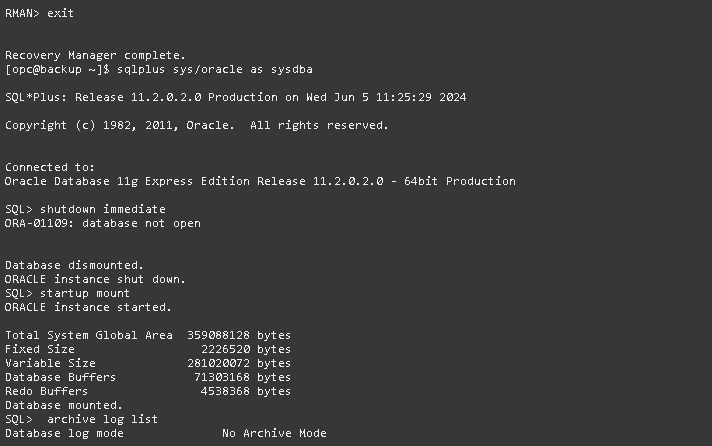 RMAN> exit
Recovery Manager complete.
[opc@backup ~]$ sqlplus sys/oracle as sysdba
SQL*Plus: Release 11.2.0.2.0 Production on Wed Jun 5 11:25:29 2024
Copyright (c) 1982, 2011, Oracle.  All rights reserved.
Connected to:
Oracle Database 11g Express Edition Release 11.2.0.2.0 - 64bit Production
SQL> shutdown immediate
ORA-01109: database not open
Database dismounted.
ORACLE instance shut down.
SQL> startup mount
ORACLE instance started.
Total System Global Area  359088128 bytes
Fixed Size                  2226520 bytes
Variable Size             281020072 bytes
Database Buffers           71303168 bytes
Redo Buffers                4538368 bytes
Database mounted.
SQL>  archive log list
Database log mode              No Archive Mode